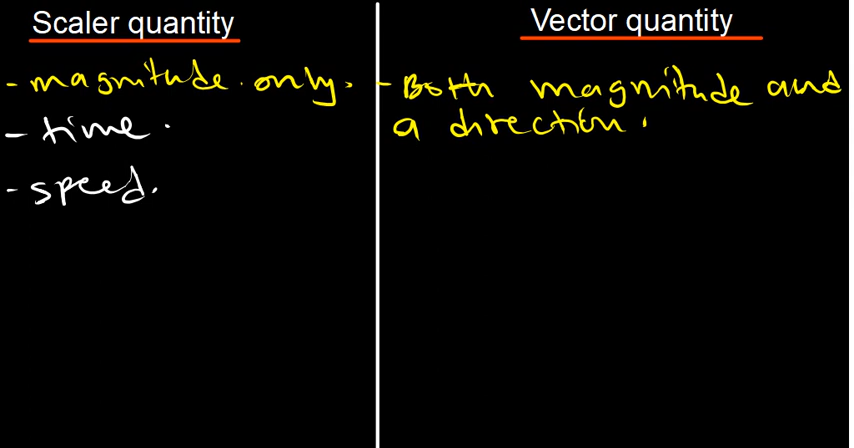 Scaler quantity
- magnitude only.
- time.
- speed.
Vector quantity
- Both magnitude and
a direction.